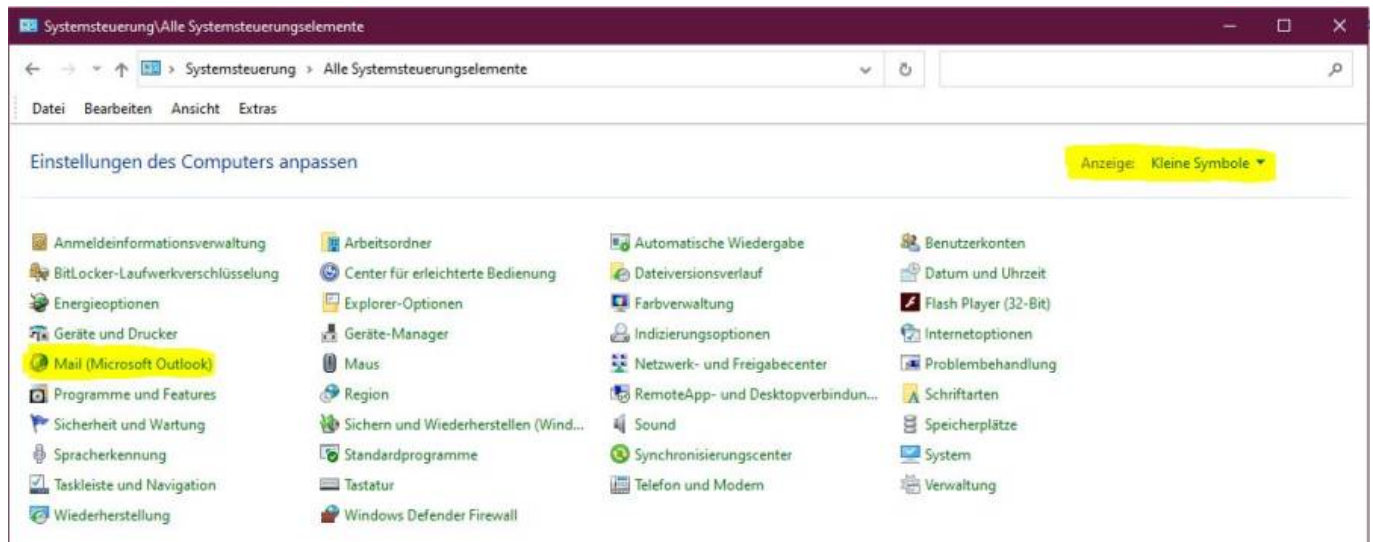 Systemsteuerung\Alle Systemsteuerungselemente
Systemsteuerung > Alle Systemsteuerungselemente
Datei Bearbeiten Ansicht Extras
Einstellungen des Computers anpassen
Anzeige: Kleine Symbole
Anmeldeinformationsverwaltung Arbeitsordner Automatische Wiedergabe Benutzerkonten
BitLocker-Laufwerkverschlüsselung Center für erleichterte Bedienung Dateiversionsverlauf Datum und Uhrzeit
Energieoptionen Explorer-Optionen Farbverwaltung Flash Player (32-Bit)
Geräte und Drucker Geräte-Manager Indizierungsoptionen Internetoptionen
Mail (Microsoft Outlook) Maus Netzwerk- und Freigabecenter Problembehandlung
Programme und Features Region RemoteApp- und Desktopverbindun... Schriftarten
Sicherheit und Wartung Sichern und Wiederherstellen (Wind... Sound Speicherplätze
Spracherkennung Standardprogramme Synchronisierungscenter System
Taskleiste und Navigation Tastatur Telefon und Modem Verwaltung
Wiederherstellung Windows Defender Firewall